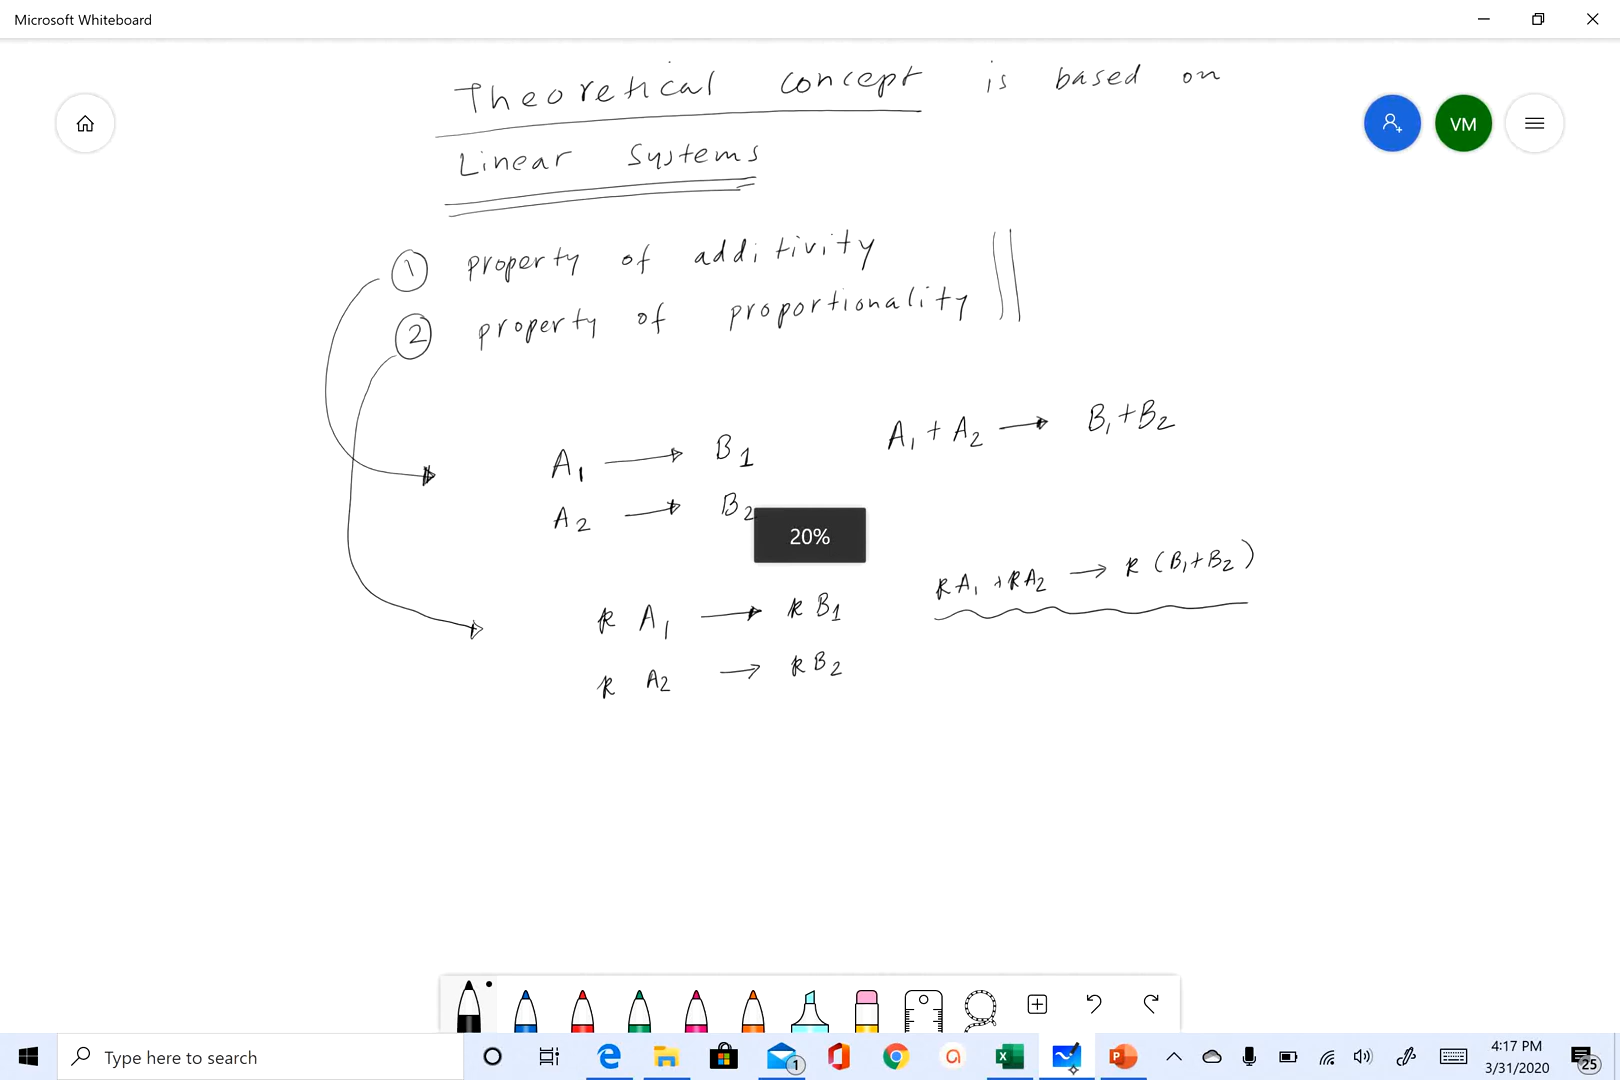 Microsoft Whiteboard
Theoretical concept is based on
Linear Systems
VM
1 property of additivity
2 property of proportionality
A1 → B1
A2 → B2
A1 + A2 → B1 + B2
20%
k A1 → k B1
k A2 → k B2
kA1 + kA2 → k (B1 + B2)
Type here to search
1
4:17 PM
3/31/2020
25